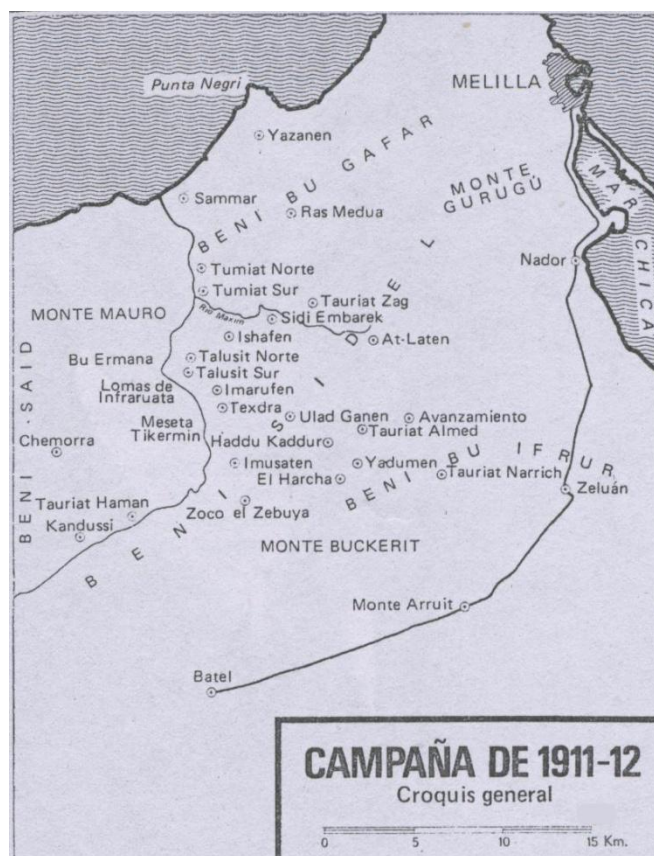 Punta Negri
MELILLA
Yazanen
BENI BU GAFAR
MONTE
GURUGÚ
MAR CHICA
Sammar
Ras Medua
Nador
Tumiat Norte
Tumiat Sur
Tauriat Zag
MONTE MAURO
Sidi Embarek
Ishafen
At-Laten
Bu Ermana
Talusit Norte
Talusit Sur
Lomas de
Infraruata
Imarufen
Texdra
Ulad Ganen
Avanzamiento
Meseta
Tikermin
Tauriat Almed
Haddu Kaddur
Chemorra
BENI-SAID
Imusaten
Yadumen
BENI BU IFRUR
El Harcha
Tauriat Narrich
Zeluán
Tauriat Haman
Zoco el Zebuya
Kandussi
BENI SIDEL
MONTE BUCKERIT
Monte Arruit
Batel
CAMPAÑA DE 1911-12
Croquis general
0 5 10 15 Km.